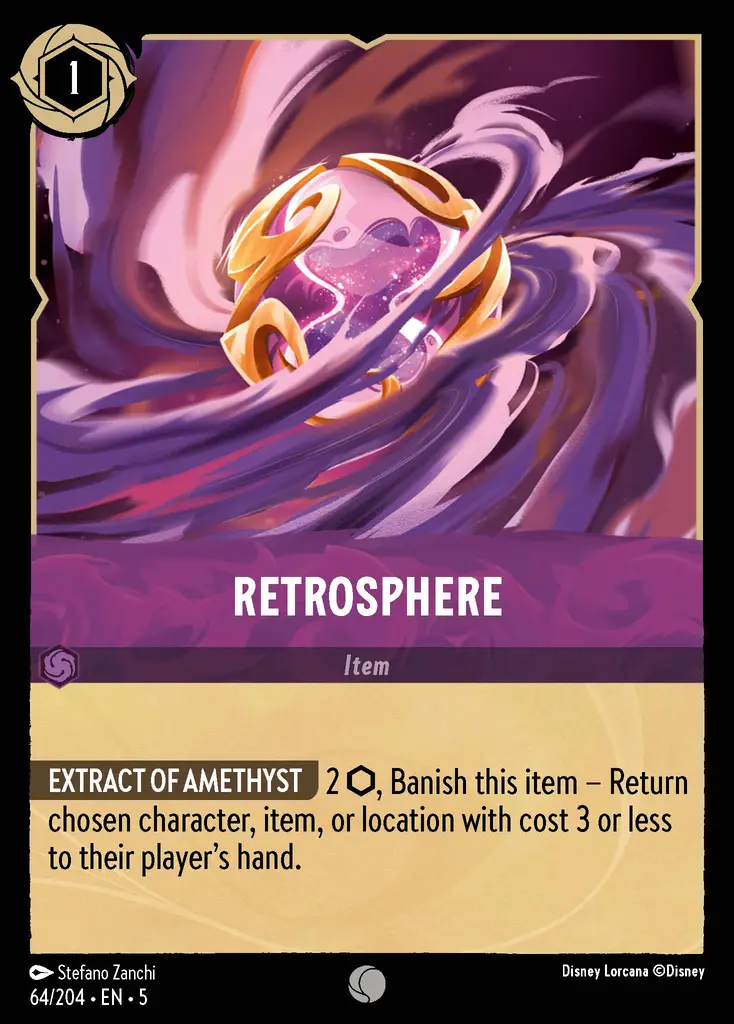 1
RETROSPHERE
Item
EXTRACT OF AMETHYST 2 ⬡, Banish this item – Return
chosen character, item, or location with cost 3 or less
to their player's hand.
Stefano Zanchi
64/204 • EN • 5
Disney Lorcana ©Disney